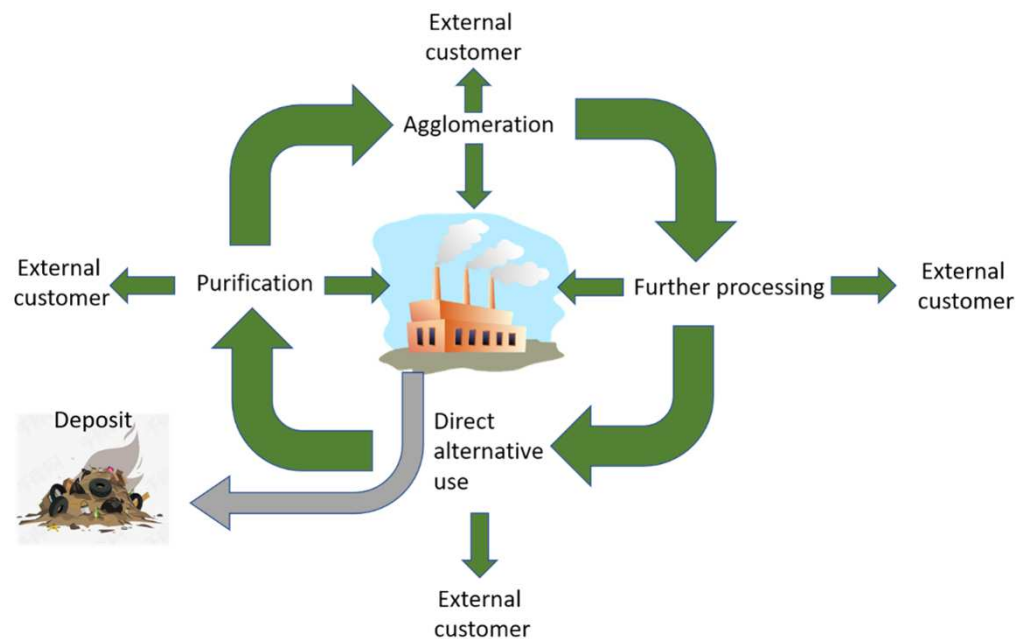 External
customer
Agglomeration
External
customer
Purification
Further processing
External
customer
Deposit
Direct
alternative
use
External
customer